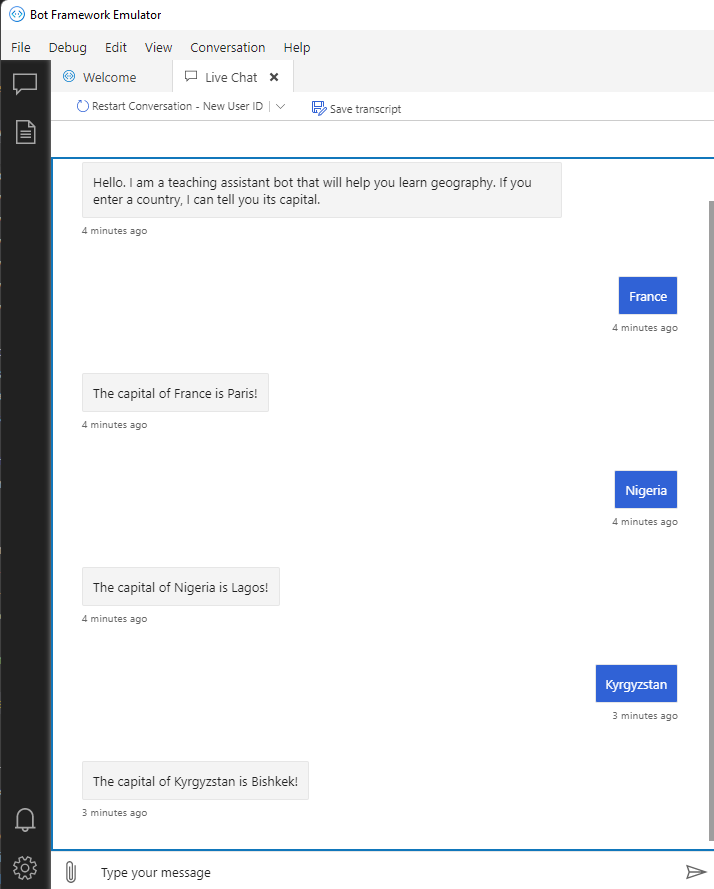 Bot Framework Emulator
File Debug Edit View Conversation Help
Welcome Live Chat
Restart Conversation - New User ID Save transcript
Hello. I am a teaching assistant bot that will help you learn geography. If you
enter a country, I can tell you its capital.
4 minutes ago
France
4 minutes ago
The capital of France is Paris!
4 minutes ago
Nigeria
4 minutes ago
The capital of Nigeria is Lagos!
4 minutes ago
Kyrgyzstan
3 minutes ago
The capital of Kyrgyzstan is Bishkek!
3 minutes ago
Type your message